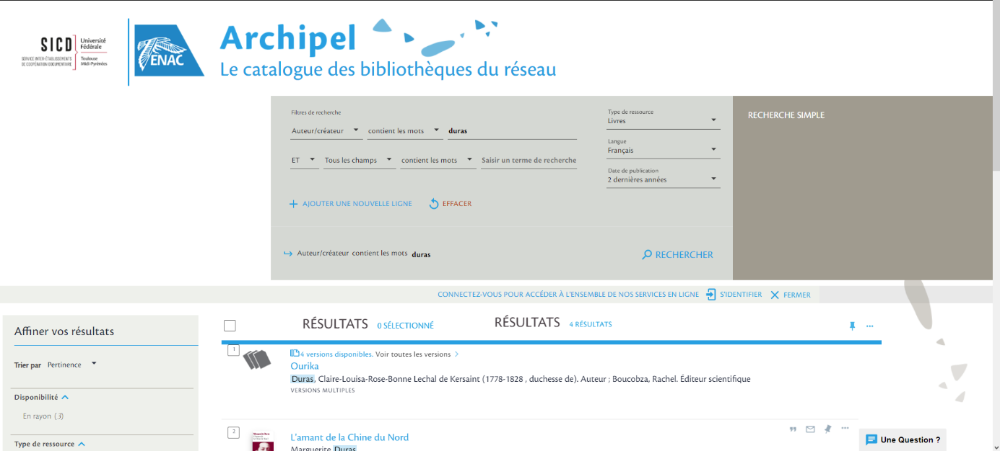 SICD
Université
Fédérale
Toulouse
Midi-Pyrénées
SERVICE INTER-ÉTABLISSEMENTS
DE COOPÉRATION DOCUMENTAIRE
ENAC
Archipel
Le catalogue des bibliothèques du réseau
Filtres de recherche
Auteur/créateur contient les mots duras
ET Tous les champs contient les mots Saisir un terme de recherche
AJOUTER UNE NOUVELLE LIGNE EFFACER
Auteur/créateur contient les mots duras
RECHERCHER
Type de ressource
Livres
Langue
Français
Date de publication
2 dernières années
RECHERCHE SIMPLE
CONNECTEZ-VOUS POUR ACCÉDER À L'ENSEMBLE DE NOS SERVICES EN LIGNE S'IDENTIFIER FERMER
Affiner vos résultats
Trier par Pertinence
Disponibilité
En rayon (3)
Type de ressource
RÉSULTATS 0 SÉLECTIONNÉ RÉSULTATS 4 RÉSULTATS
1
4 versions disponibles. Voir toutes les versions
Ourika
Duras, Claire-Louisa-Rose-Bonne Lechal de Kersaint (1778-1828 , duchesse de). Auteur ; Boucobza, Rachel. Éditeur scientifique
VERSIONS MULTIPLES
2
L'amant de la Chine du Nord
Marguerite Duras
Une Question ?